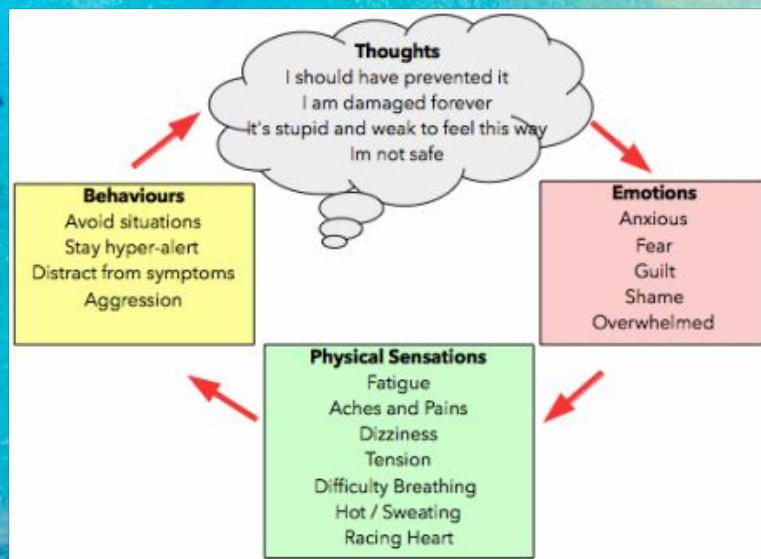 Thoughts
I should have prevented it
I am damaged forever
It's stupid and weak to feel this way
Im not safe
Emotions
Anxious
Fear
Guilt
Shame
Overwhelmed
Physical Sensations
Fatigue
Aches and Pains
Dizziness
Tension
Difficulty Breathing
Hot / Sweating
Racing Heart
Behaviours
Avoid situations
Stay hyper-alert
Distract from symptoms
Aggression